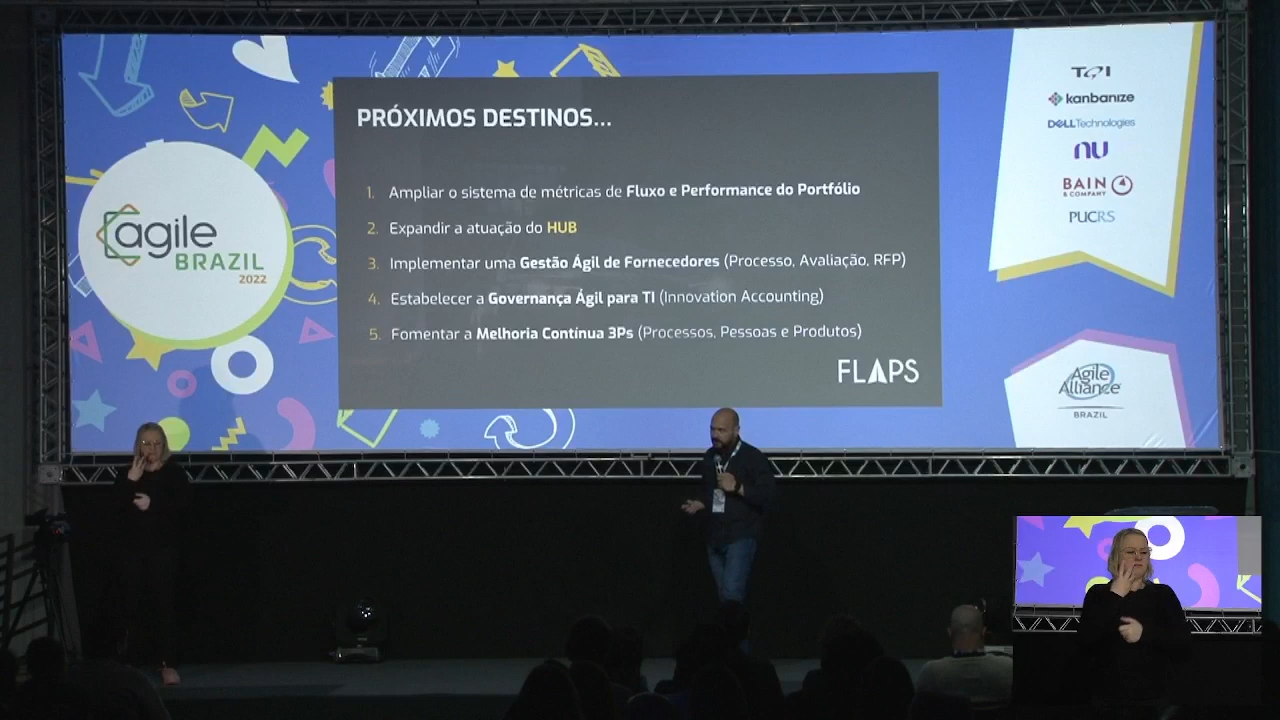 agile
BRAZIL
2022
PRÓXIMOS DESTINOS...
1. Ampliar o sistema de métricas de Fluxo e Performance do Portfólio
2. Expandir a atuação do HUB
3. Implementar uma Gestão Ágil de Fornecedores (Processo, Avaliação, RFP)
4. Estabelecer a Governança Ágil para TI (Innovation Accounting)
5. Fomentar a Melhoria Contínua 3Ps (Processos, Pessoas e Produtos)
FLAPS
kanbanize
DELLTechnologies
NU
BAIN
& COMPANY
PUCRS
Agile
Alliance
BRAZIL